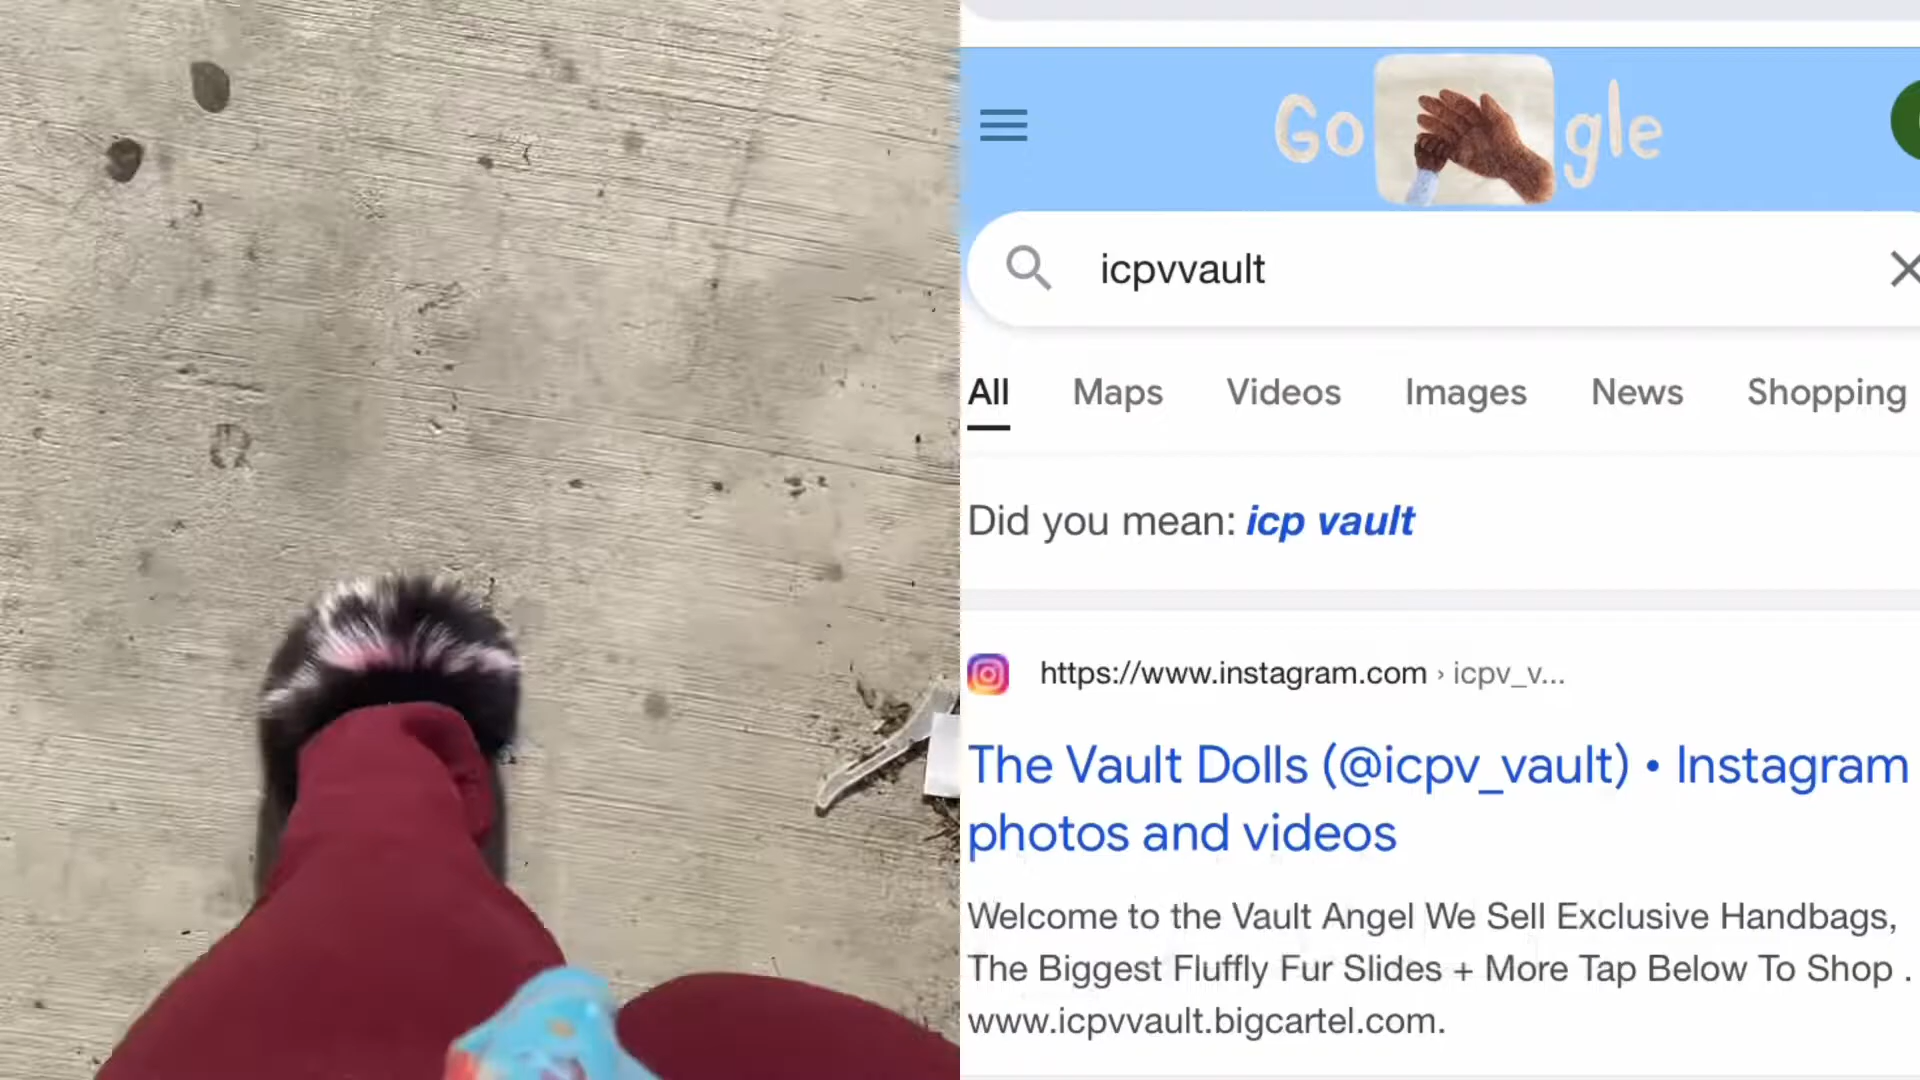 Go gle
icpvvault
All Maps Videos Images News Shopping
Did you mean: icp vault
https://www.instagram.com › icpv_v...
The Vault Dolls (@icpv_vault) • Instagram
photos and videos
Welcome to the Vault Angel We Sell Exclusive Handbags,
The Biggest Fluffly Fur Slides + More Tap Below To Shop .
www.icpvvault.bigcartel.com.